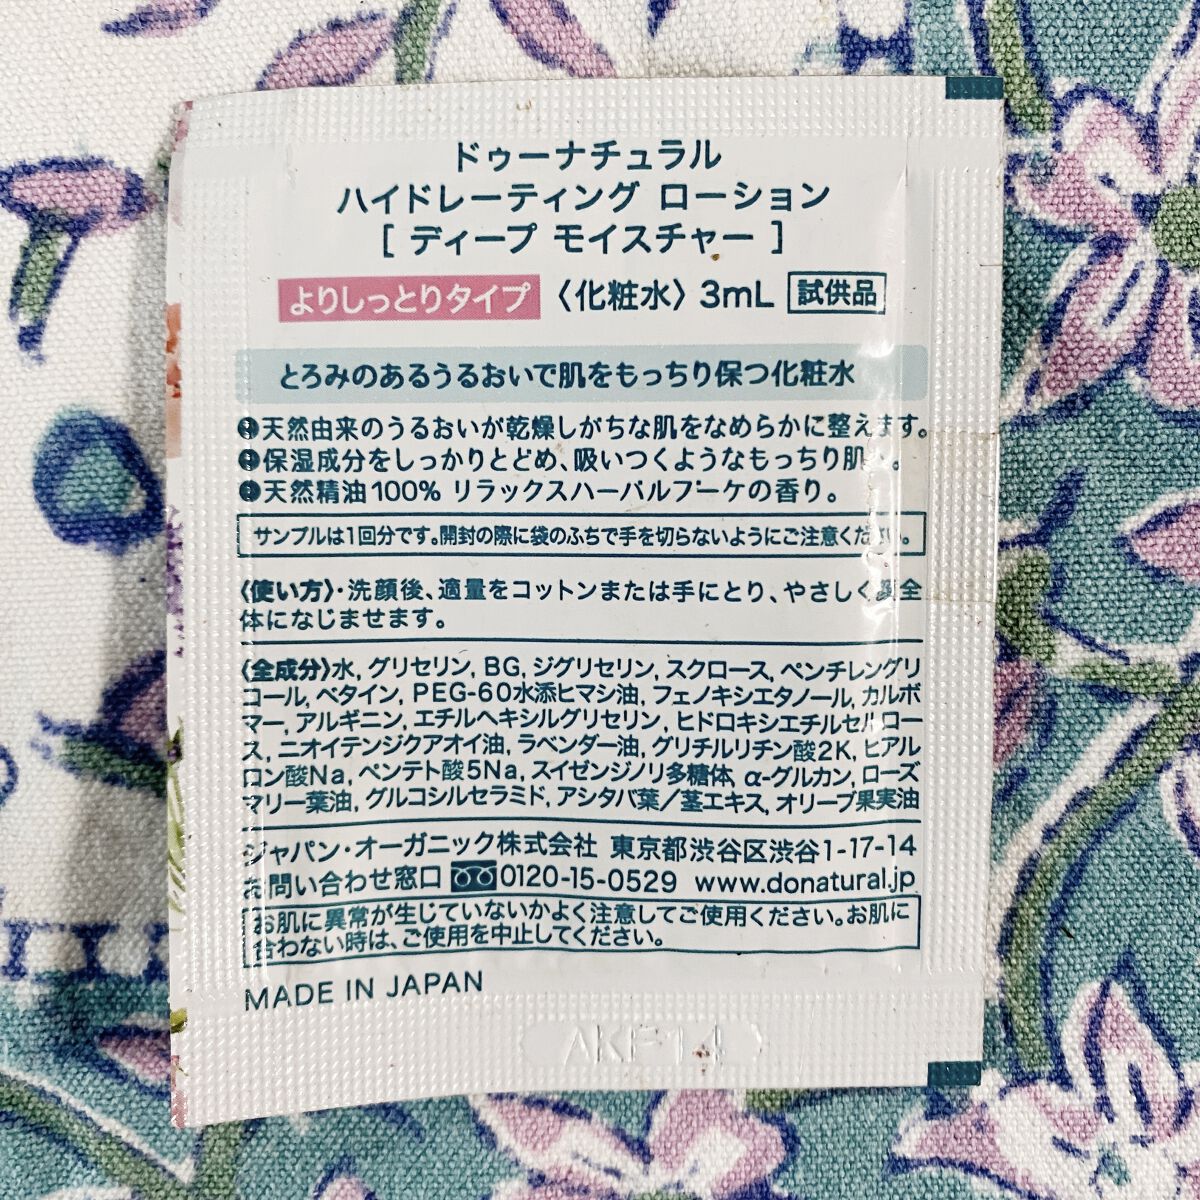 ドゥーナチュラル
ハイドレーティング ローション
[ ディープ モイスチャー ]
よりしっとりタイプ 〈化粧水〉 3mL 試供品
とろみのあるうるおいで肌をもっちり保つ化粧水
天然由来のうるおいが乾燥しがちな肌をなめらかに整えます。
保湿成分をしっかりとどめ、吸いつくようなもっちり肌へ。
天然精油100% リラックスハーバルブーケの香り。
サンプルは1回分です。開封の際に袋のふちで手を切らないようにご注意ください。
〈使い方〉・洗顔後、適量をコットンまたは手にとり、やさしく顔全
体になじませます。
〈全成分〉水, グリセリン, BG, ジグリセリン, スクロース, ペンチレングリ
コール, ベタイン, PEG-60水添ヒマシ油, フェノキシエタノール, カルボ
マー, アルギニン, エチルヘキシルグリセリン, ヒドロキシエチルセルロー
ス, ニオイテンジクアオイ油, ラベンダー油, グリチルリチン酸2K, ヒアル
ロン酸Na, ペンテト酸5Na, スイゼンジノリ多糖体, α-グルカン, ローズ
マリー葉油, グルコシルセラミド, アシタバ葉／茎エキス, オリーブ果実油
ジャパン・オーガニック株式会社 東京都渋谷区渋谷1-17-14
お問い合わせ窓口 0120-15-0529 www.donatural.jp
お肌に異常が生じていないかよく注意してご使用ください。お肌に
合わない時は、ご使用を中止してください。
MADE IN JAPAN
AKF14